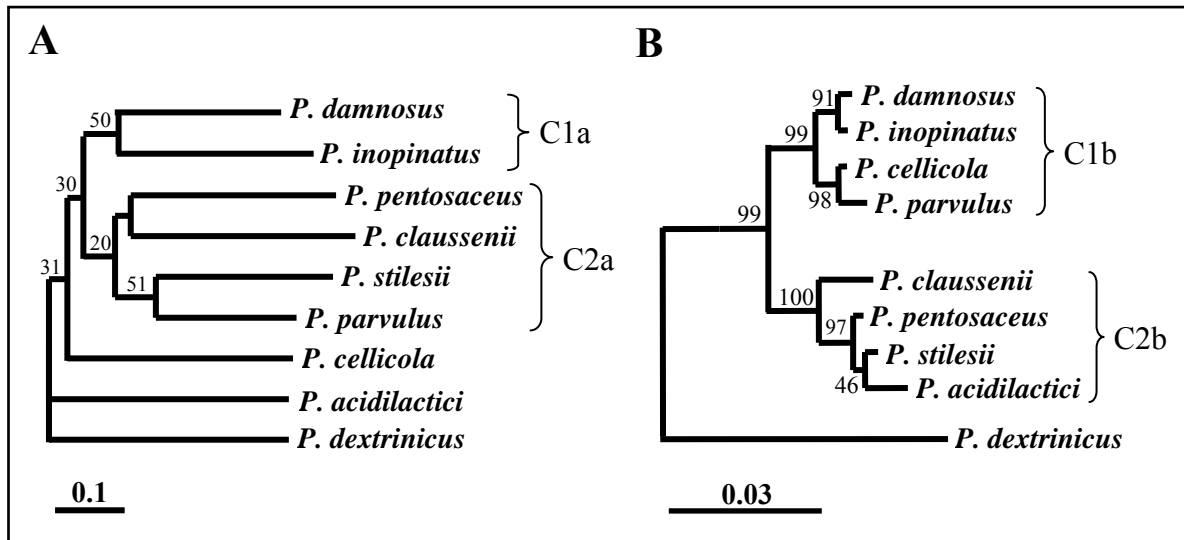 A
50
P. damnosus
P. inopinatus
C1a
30
P. pentosaceus
20
P. claussenii
C2a
31
51
P. stilesii
P. parvulus
P. cellicola
P. acidilactici
P. dextrinicus
0.1
B
91
P. damnosus
99
P. inopinatus
C1b
P. cellicola
98
P. parvulus
99
P. claussenii
100
P. pentosaceus
97
C2b
P. stilesii
46
P. acidilactici
P. dextrinicus
0.03